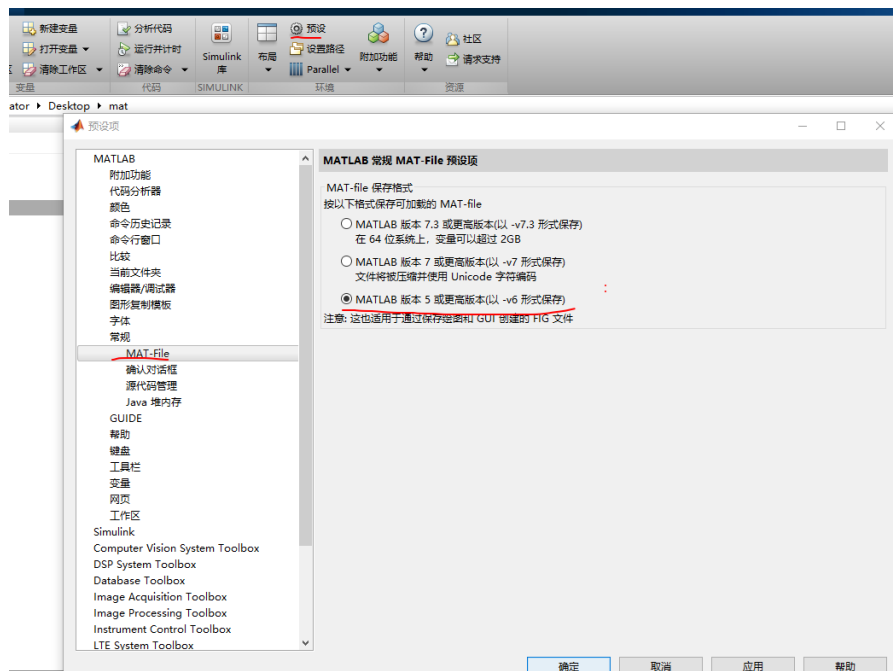 新建变量
分析代码
预设
社区
打开变量
运行并计时
Simulink
布局
设置路径
附加功能
帮助
请求支持
清除工作区
清除命令
库
Parallel
变量
代码
SIMULINK
环境
资源
ator ▸ Desktop ▸ mat
预设项
MATLAB
附加功能
代码分析器
颜色
命令历史记录
命令行窗口
比较
当前文件夹
编辑器/调试器
图形复制模板
字体
常规
MAT-File
确认对话框
源代码管理
Java 堆内存
GUIDE
帮助
键盘
工具栏
变量
网页
工作区
Simulink
Computer Vision System Toolbox
DSP System Toolbox
Database Toolbox
Image Acquisition Toolbox
Image Processing Toolbox
Instrument Control Toolbox
LTE System Toolbox
MATLAB 常规 MAT-File 预设项
MAT-file 保存格式
按以下格式保存可加载的 MAT-file
MATLAB 版本 7.3 或更高版本(以 -v7.3 形式保存)
在 64 位系统上，变量可以超过 2GB
MATLAB 版本 7 或更高版本(以 -v7 形式保存)
文件将被压缩并使用 Unicode 字符编码
MATLAB 版本 5 或更高版本(以 -v6 形式保存)
注意: 这也适用于通过保存绘图和 GUI 创建的 FIG 文件
确定
取消
应用
帮助